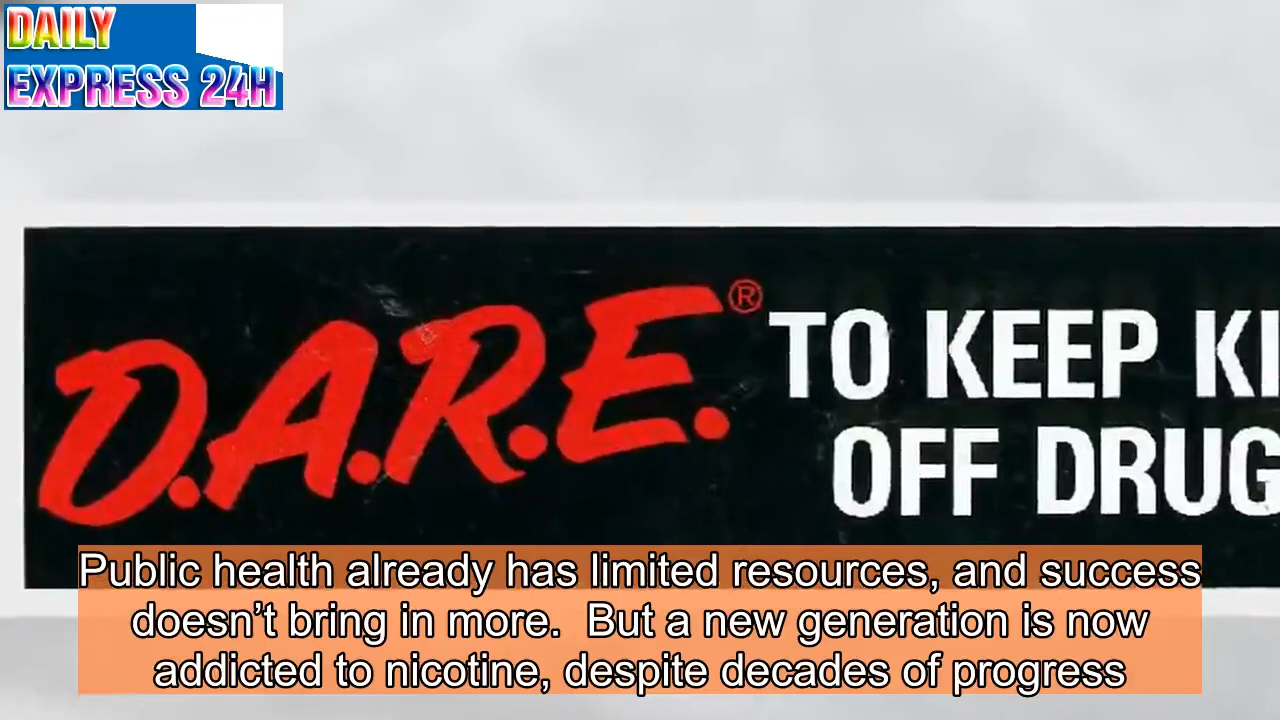 DAILY
EXPRESS 24H
D.A.R.E.® TO KEEP KI
OFF DRUG
Public health already has limited resources, and success
doesn’t bring in more.  But a new generation is now
addicted to nicotine, despite decades of progress